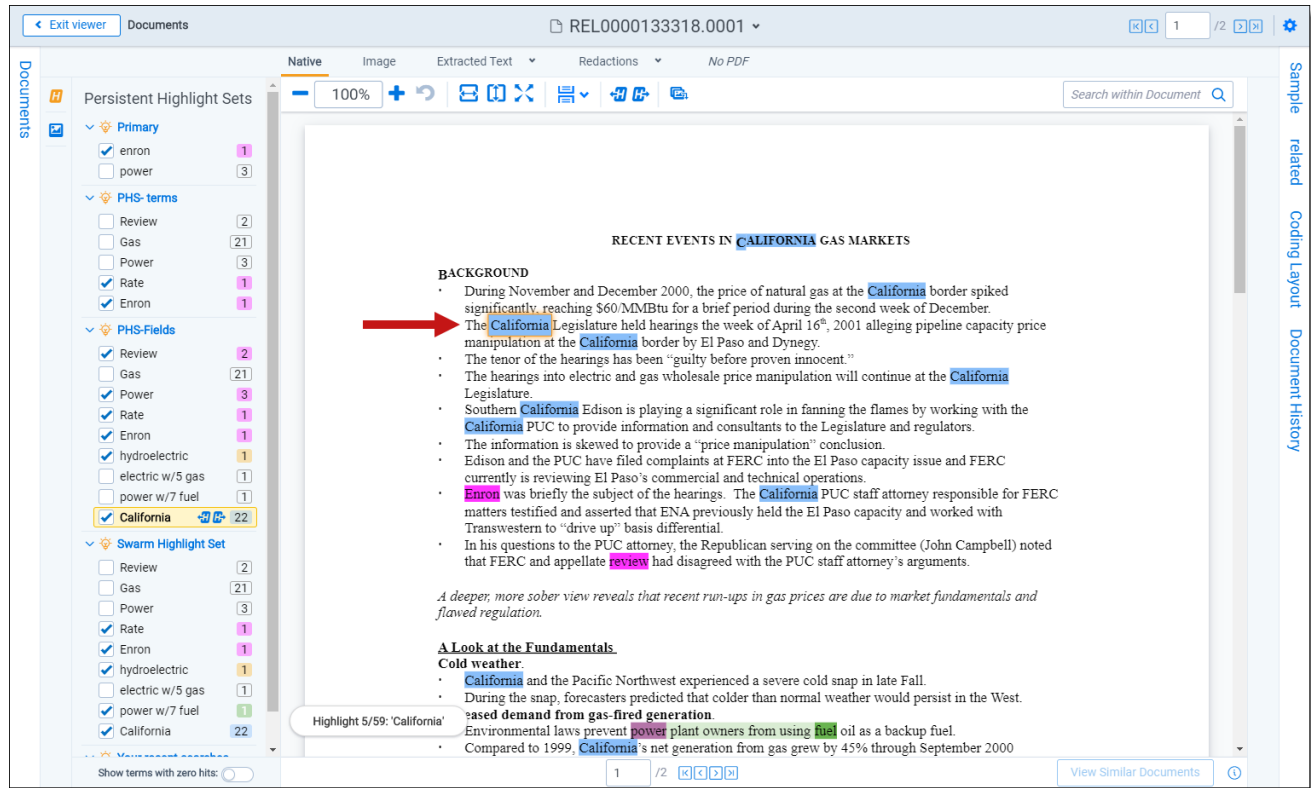 Exit viewer
Documents
REL0000133318.0001
1 /2
Documents
Native Image Extracted Text Redactions No PDF
100%
Search within Document
Persistent Highlight Sets
Primary
enron 1
power 3
PHS- terms
Review 2
Gas 21
Power 3
Rate 1
Enron 1
PHS-Fields
Review 2
Gas 21
Power 3
Rate 1
Enron 1
hydroelectric 1
electric w/5 gas 1
power w/7 fuel 1
California 22
Swarm Highlight Set
Review 2
Gas 21
Power 3
Rate 1
Enron 1
hydroelectric 1
electric w/5 gas 1
power w/7 fuel 1
California 22
Your recent searches
Show terms with zero hits:
RECENT EVENTS IN CALIFORNIA GAS MARKETS
BACKGROUND
· During November and December 2000, the price of natural gas at the California border spiked
significantly, reaching $60/MMBtu for a brief period during the second week of December.
The California Legislature held hearings the week of April 16th, 2001 alleging pipeline capacity price
manipulation at the California border by El Paso and Dynegy.
· The tenor of the hearings has been “guilty before proven innocent.”
· The hearings into electric and gas wholesale price manipulation will continue at the California
Legislature.
· Southern California Edison is playing a significant role in fanning the flames by working with the
California PUC to provide information and consultants to the Legislature and regulators.
· The information is skewed to provide a “price manipulation” conclusion.
· Edison and the PUC have filed complaints at FERC into the El Paso capacity issue and FERC
currently is reviewing El Paso’s commercial and technical operations.
· Enron was briefly the subject of the hearings. The California PUC staff attorney responsible for FERC
matters testified and asserted that ENA previously held the El Paso capacity and worked with
Transwestern to “drive up” basis differential.
· In his questions to the PUC attorney, the Republican serving on the committee (John Campbell) noted
that FERC and appellate review had disagreed with the PUC staff attorney’s arguments.
A deeper, more sober view reveals that recent run-ups in gas prices are due to market fundamentals and
flawed regulation.
A Look at the Fundamentals
Cold weather.
· California and the Pacific Northwest experienced a severe cold snap in late Fall.
· During the snap, forecasters predicted that colder than normal weather would persist in the West.
eased demand from gas-fired generation.
Environmental laws prevent power plant owners from using fuel oil as a backup fuel.
· Compared to 1999, California’s net generation from gas grew by 45% through September 2000
Highlight 5/59: 'California'
1 /2
View Similar Documents
Sample
related
Coding Layout
Document History